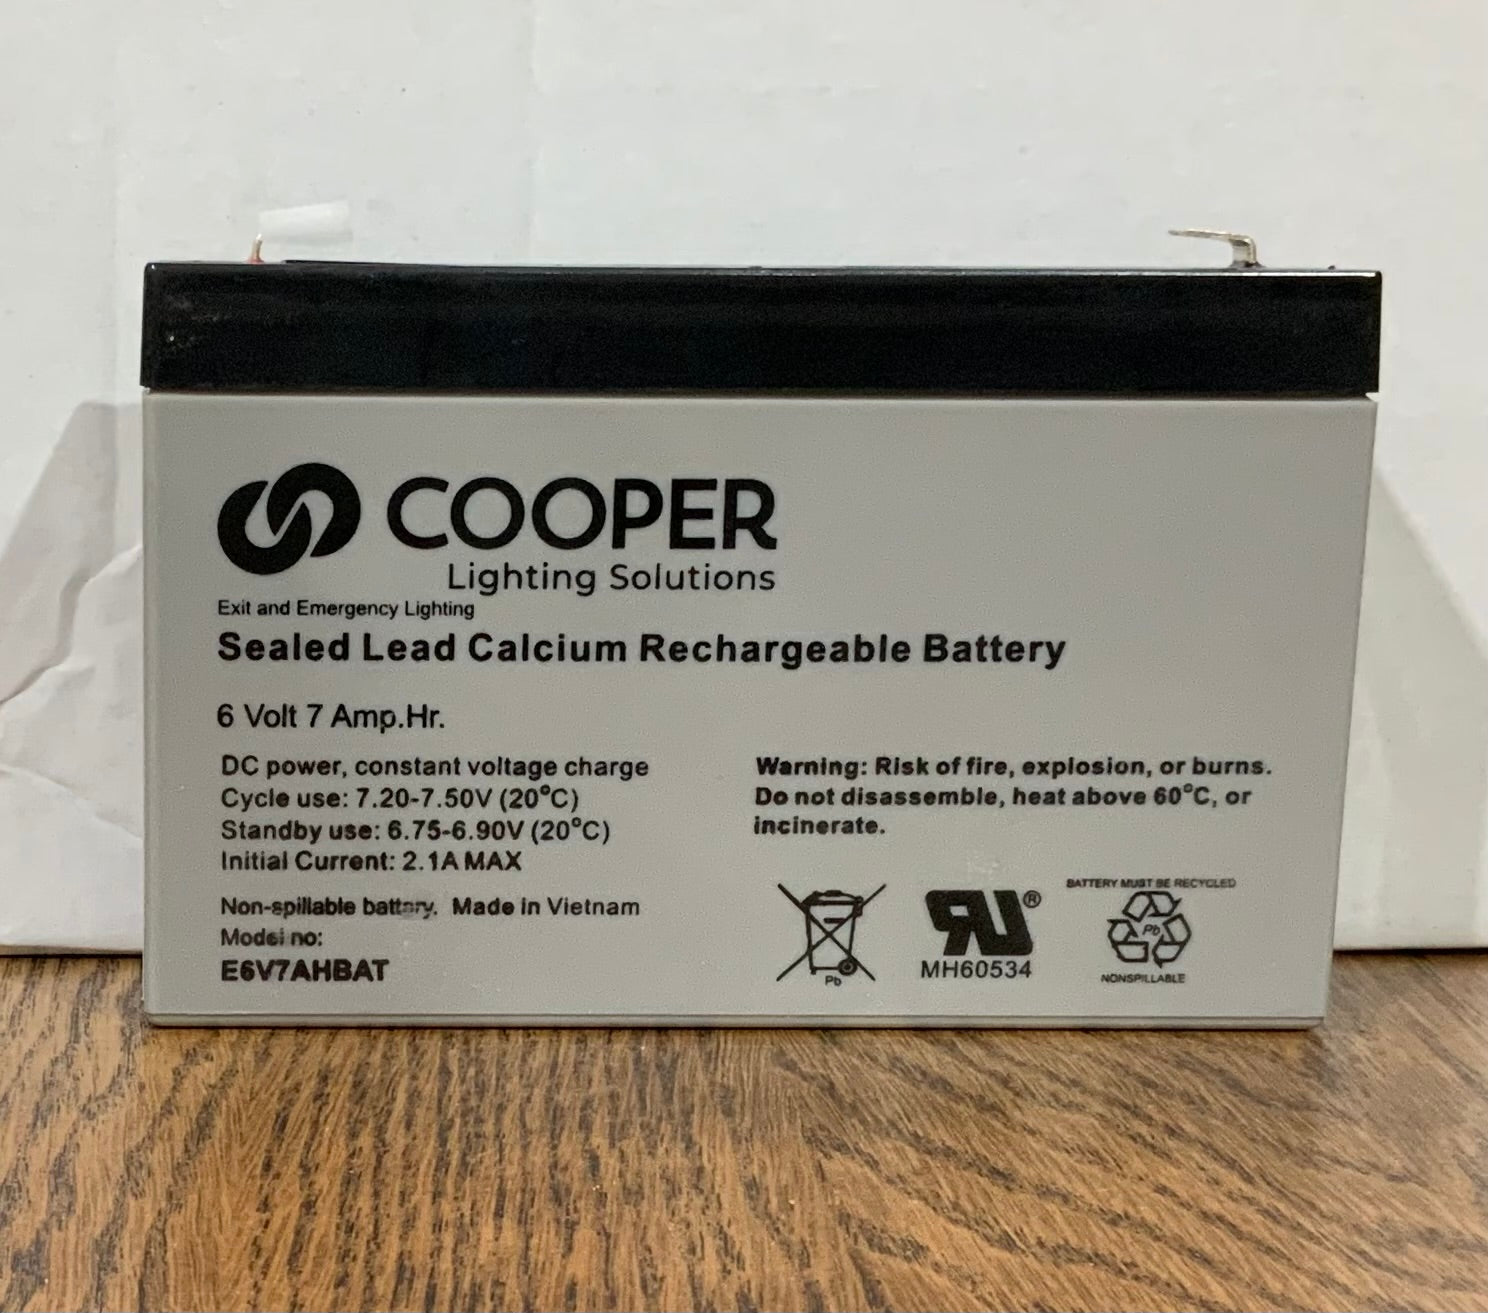 COOPER
Lighting Solutions
Exit and Emergency Lighting
Sealed Lead Calcium Rechargeable Battery
6 Volt 7 Amp.Hr.
DC power, constant voltage charge
Cycle use: 7.20-7.50V (20°C)
Standby use: 6.75-6.90V (20°C)
Initial Current: 2.1A MAX
Non-spillable battery. Made in Vietnam
Model no:
E6V7AHBAT
Warning: Risk of fire, explosion, or burns.
Do not disassemble, heat above 60°C, or
incinerate.
Pb
RU®
MH60534
BATTERY MUST BE RECYCLED
Pb
NONSPILLABLE